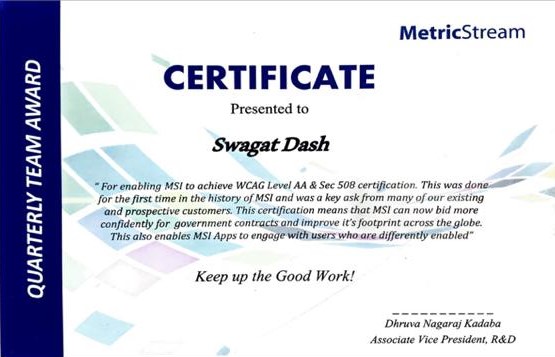 MetricStream
QUARTERLY TEAM AWARD
CERTIFICATE
Presented to
Swagat Dash
" For enabling MSI to achieve WCAG Level AA & Sec 508 certification. This was done
for the first time in the history of MSI and was a key ask from many of our existing
and prospective customers. This certification means that MSI can now bid more
confidently for government contracts and improve it's footprint across the globe.
This also enables MSI Apps to engage with users who are differently enabled"
Keep up the Good Work!
Dhruva Nagaraj Kadaba
Associate Vice President, R&D